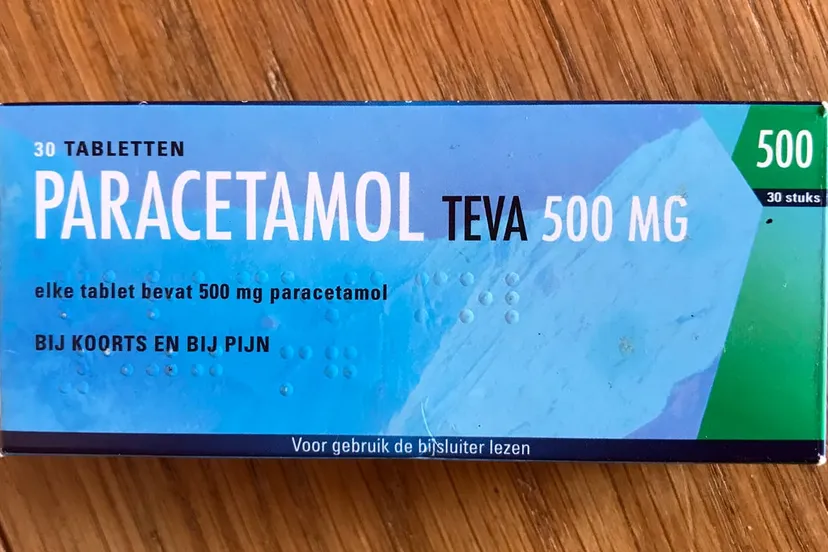 30 TABLETTEN
PARACETAMOL TEVA 500 MG
500
30 stuks
elke tablet bevat 500 mg paracetamol
BIJ KOORTS EN BIJ PIJN
Voor gebruik de bijsluiter lezen